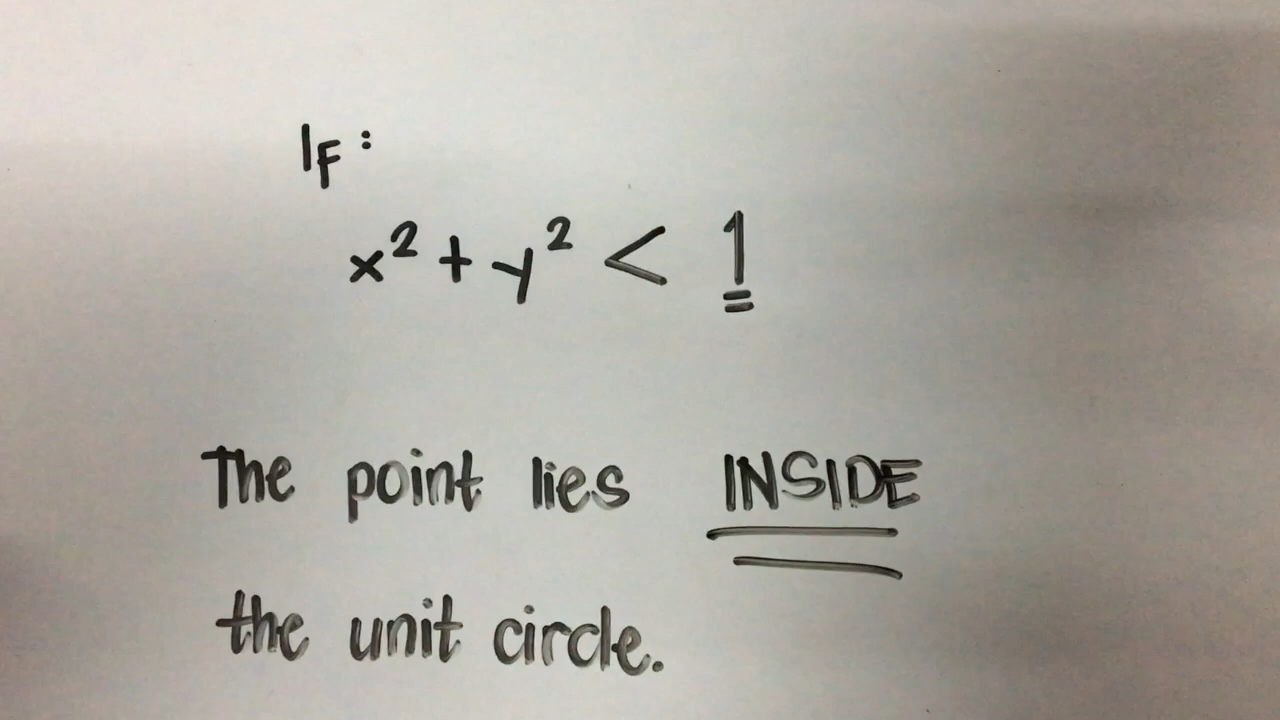 IF:
x² + y² < 1
The point lies INSIDE
the unit circle.